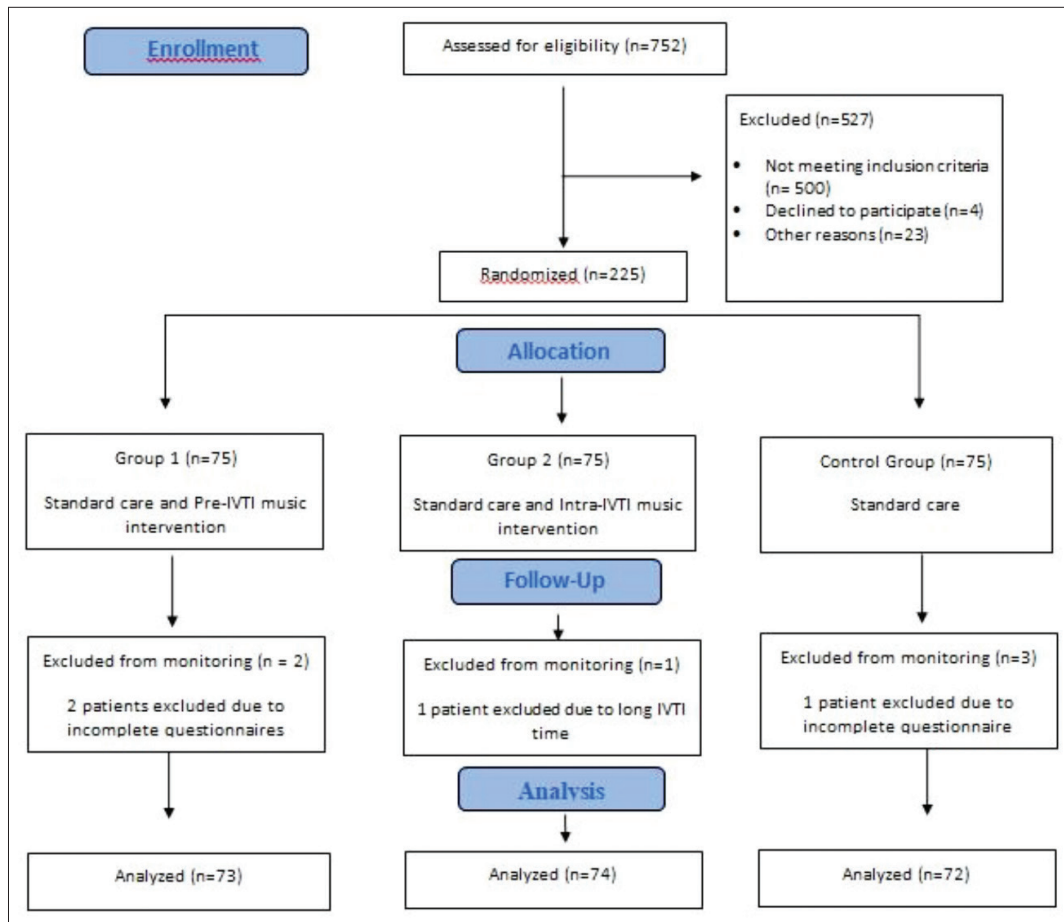 Enrollment
Assessed for eligibility (n=752)
Excluded (n=527)
• Not meeting inclusion criteria
(n= 500)
• Declined to participate (n=4)
• Other reasons (n=23)
Randomized (n=225)
Allocation
Group 1 (n=75)
Standard care and Pre-IVTI music
intervention
Group 2 (n=75)
Standard care and Intra-IVTI music
intervention
Control Group (n=75)
Standard care
Follow-Up
Excluded from monitoring (n = 2)
2 patients excluded due to
incomplete questionnaires
Excluded from monitoring (n=1)
1 patient excluded due to long IVTI
time
Excluded from monitoring (n=3)
1 patient excluded due to
incomplete questionnaire
Analysis
Analyzed (n=73)
Analyzed (n=74)
Analyzed (n=72)